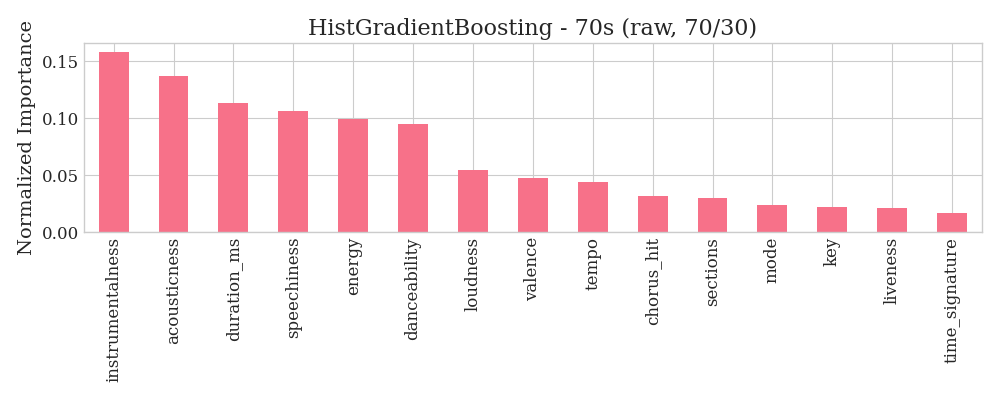 HistGradientBoosting - 70s (raw, 70/30)
Normalized Importance
0.15
0.10
0.05
0.00
instrumentalness
acousticness
duration_ms
speechiness
energy
danceability
loudness
valence
tempo
chorus_hit
sections
mode
key
liveness
time_signature